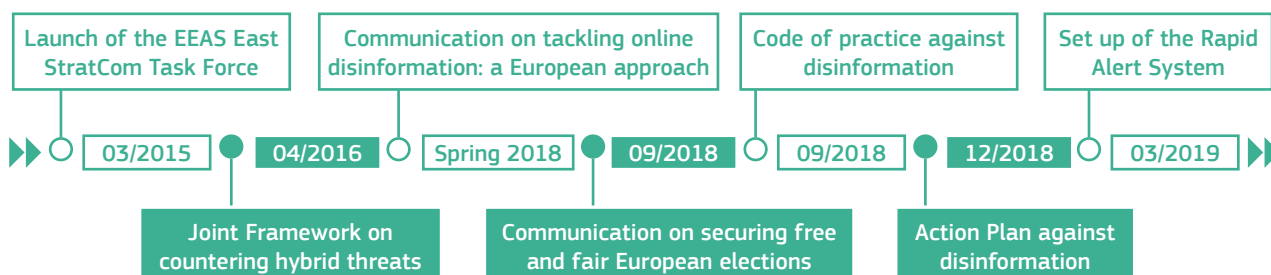 Launch of the EEAS East
StratCom Task Force
Communication on tackling online
disinformation: a European approach
Code of practice against
disinformation
Set up of the Rapid
Alert System
03/2015
04/2016
Spring 2018
09/2018
09/2018
12/2018
03/2019
Joint Framework on
countering hybrid threats
Communication on securing free
and fair European elections
Action Plan against
disinformation